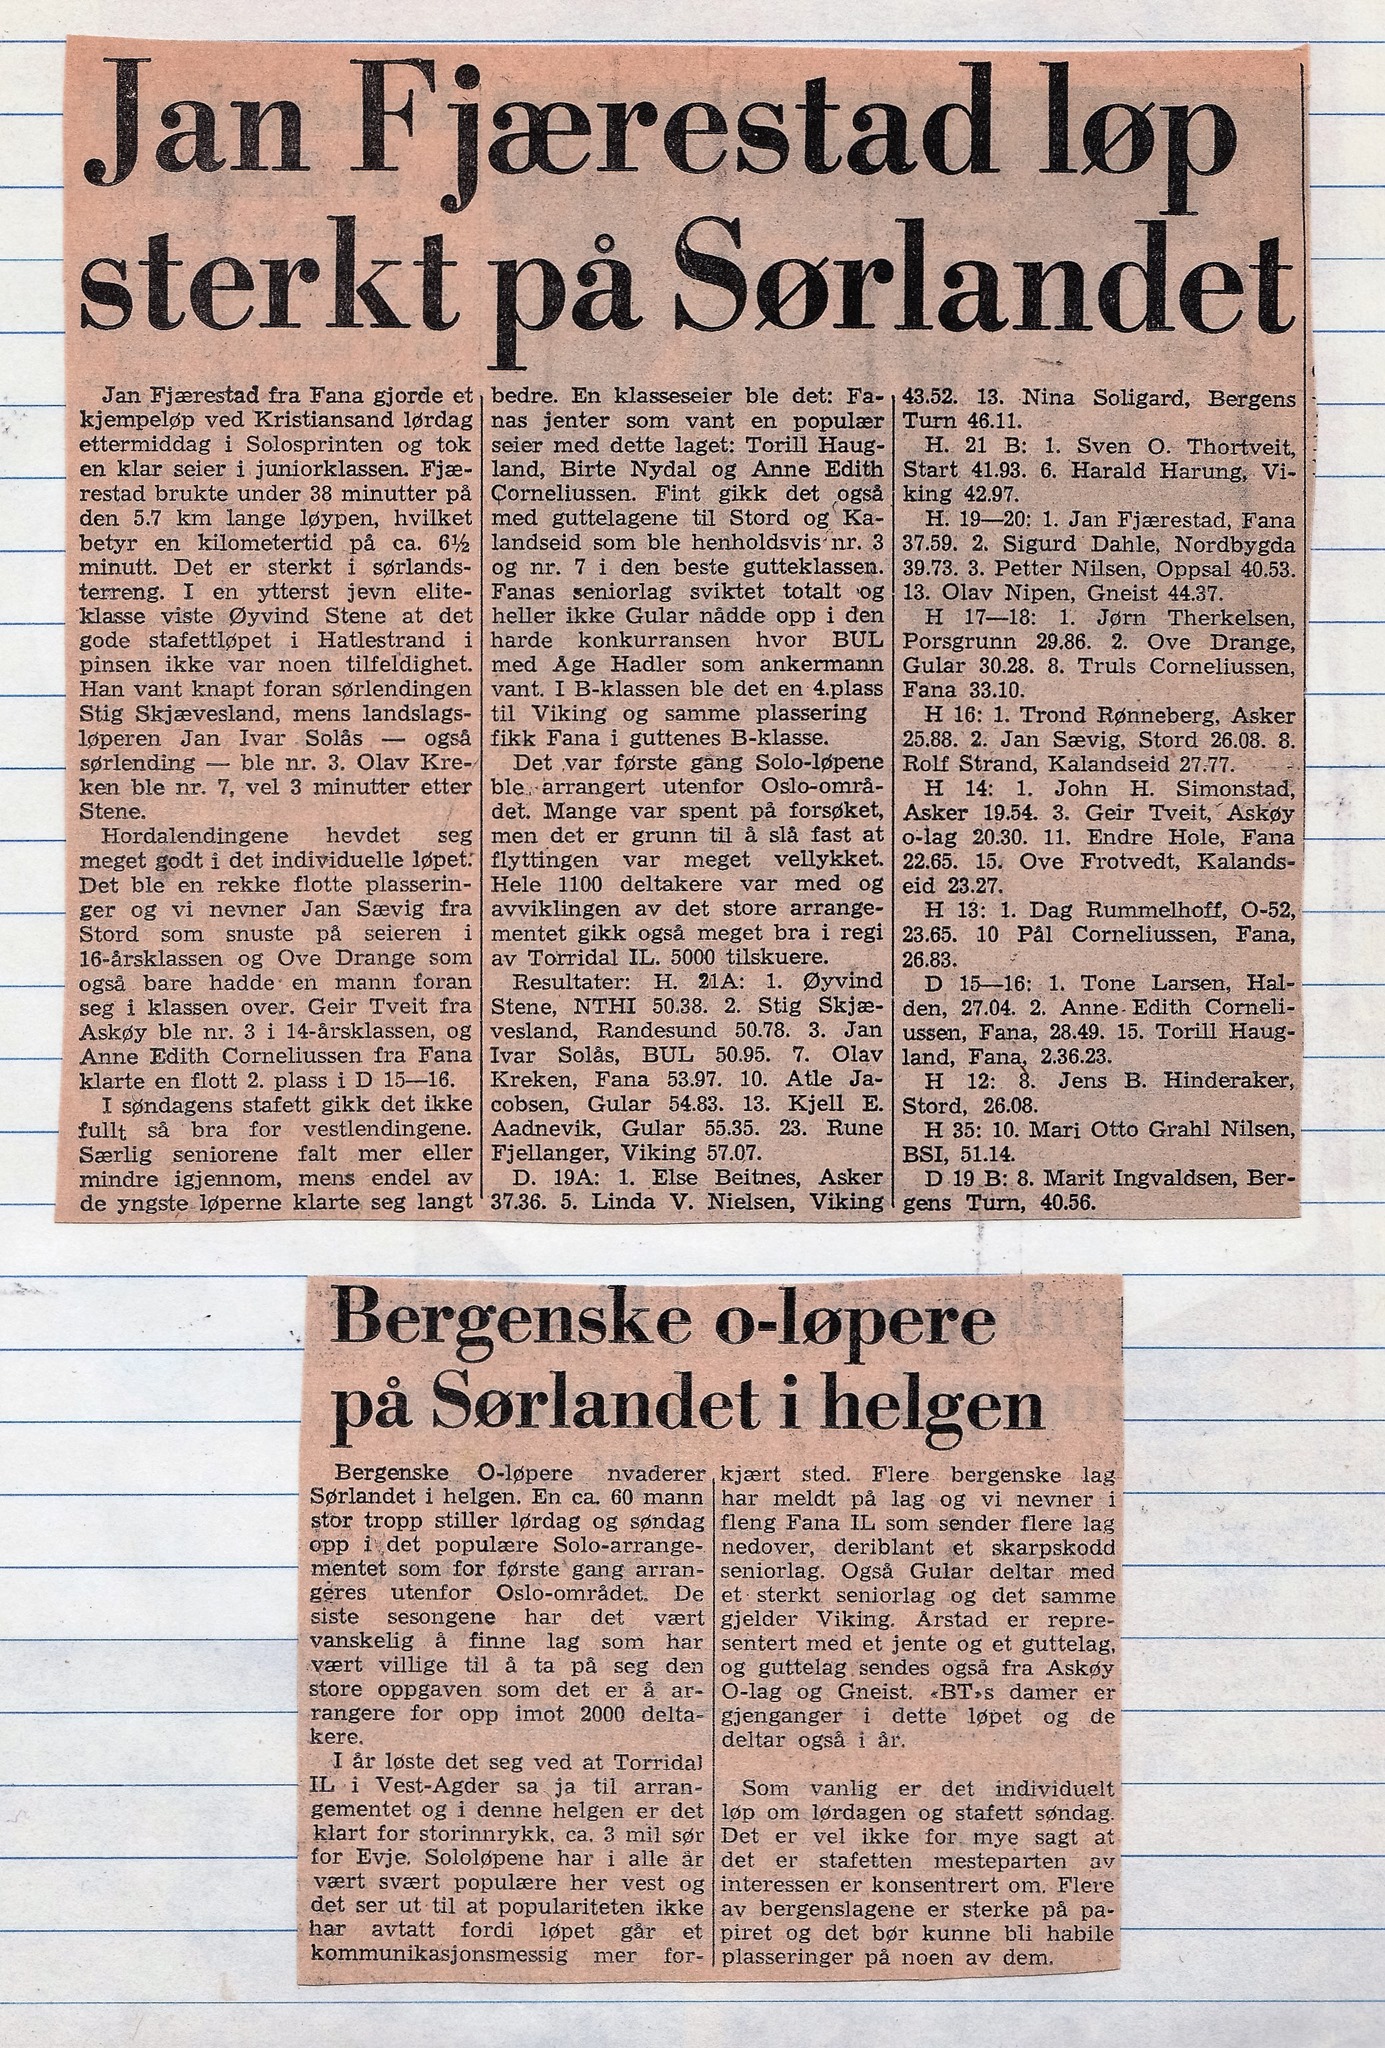 Jan Fjærestad løp
sterkt på Sørlandet
Jan Fjærestad fra Fana gjorde et
kjempeløp ved Kristiansand lørdag
ettermiddag i Solosprinten og tok
en klar seier i juniorklassen. Fjæ-
restad brukte under 38 minutter på
den 5.7 km lange løypen, hvilket
betyr en kilometertid på ca. 6½
minutt. Det er sterkt i sørlands-
terreng. I en ytterst jevn elite-
klasse viste Øyvind Stene at det
gode stafettløpet i Hatlestrand i
pinsen ikke var noen tilfeldighet.
Han vant knapt foran sørlendingen
Stig Skjævesland, mens landslags-
løperen Jan Ivar Solås — også
sørlending — ble nr. 3. Olav Kre-
ken ble nr. 7, vel 3 minutter etter
Stene.
Hordalendingene hevdet seg
meget godt i det individuelle løpet.
Det ble en rekke flotte plasserin-
ger og vi nevner Jan Sævig fra
Stord som snuste på seieren i
16-årsklassen og Ove Drange som
også bare hadde en mann foran
seg i klassen over. Geir Tveit fra
Askøy ble nr. 3 i 14-årsklassen, og
Anne Edith Corneliussen fra Fana
klarte en flott 2. plass i D 15—16.
I søndagens stafett gikk det ikke
fullt så bra for vestlendingene.
Særlig seniorene falt mer eller
mindre igjennom, mens endel av
de yngste løperne klarte seg langt
bedre. En klasseseier ble det: Fa-
nas jenter som vant en populær
seier med dette laget: Torill Haug-
land, Birte Nydal og Anne Edith
Corneliussen. Fint gikk det også
med guttelagene til Stord og Ka-
landseid som ble henholdsvis nr. 3
og nr. 7 i den beste gutteklassen.
Fanas seniorlag sviktet totalt og
heller ikke Gular nådde opp i den
harde konkurransen hvor BUL
med Åge Hadler som ankermann
vant. I B-klassen ble det en 4.plass
til Viking og samme plassering
fikk Fana i guttenes B-klasse.
Det var første gang Solo-løpene
ble arrangert utenfor Oslo-områ-
det. Mange var spent på forsøket,
men det er grunn til å slå fast at
flyttingen var meget vellykket.
Hele 1100 deltakere var med og
avviklingen av det store arrange-
mentet gikk også meget bra i regi
av Torridal IL. 5000 tilskuere.
Resultater: H. 21A: 1. Øyvind
Stene, NTHI 50.38. 2. Stig Skjæ-
vesland, Randesund 50.78. 3. Jan
Ivar Solås, BUL 50.95. 7. Olav
Kreken, Fana 53.97. 10. Atle Ja-
cobsen, Gular 54.83. 13. Kjell E.
Aadnevik, Gular 55.35. 23. Rune
Fjellanger, Viking 57.07.
D. 19A: 1. Else Beitnes, Asker
37.36. 5. Linda V. Nielsen, Viking
43.52. 13. Nina Soligard, Bergens
Turn 46.11.
H. 21 B: 1. Sven O. Thortveit,
Start 41.93. 6. Harald Harung, Vi-
king 42.97.
H. 19—20: 1. Jan Fjærestad, Fana
37.59. 2. Sigurd Dahle, Nordbygda
39.73. 3. Petter Nilsen, Oppsal 40.53.
13. Olav Nipen, Gneist 44.37.
H 17—18: 1. Jørn Therkelsen,
Porsgrunn 29.86. 2. Ove Drange,
Gular 30.28. 8. Truls Corneliussen,
Fana 33.10.
H 16: 1. Trond Rønneberg, Asker
25.88. 2. Jan Sævig, Stord 26.08. 8.
Rolf Strand, Kalandseid 27.77.
H 14: 1. John H. Simonstad,
Asker 19.54. 3. Geir Tveit, Askøy
o-lag 20.30. 11. Endre Hole, Fana
22.65. 15. Ove Frotvedt, Kalands-
eid 23.27.
H 13: 1. Dag Rummelhoff, O-52,
23.65. 10 Pål Corneliussen, Fana,
26.83.
D 15—16: 1. Tone Larsen, Hal-
den, 27.04. 2. Anne Edith Corneli-
ussen, Fana, 28.49. 15. Torill Haug-
land, Fana, 2.36.23.
H 12: 8. Jens B. Hinderaker,
Stord, 26.08.
H 35: 10. Mari Otto Grahl Nilsen,
BSI, 51.14.
D 19 B: 8. Marit Ingvaldsen, Ber-
gens Turn, 40.56.
Bergenske o-løpere
på Sørlandet i helgen
Bergenske O-løpere nvaderer
Sørlandet i helgen. En ca. 60 mann
stor tropp stiller lørdag og søndag
opp i det populære Solo-arrange-
mentet som for første gang arran-
geres utenfor Oslo-området. De
siste sesongene har det vært
vanskelig å finne lag som har
vært villige til å ta på seg den
store oppgaven som det er å ar-
rangere for opp imot 2000 delta-
kere.
I år løste det seg ved at Torridal
IL i Vest-Agder sa ja til arran-
gementet og i denne helgen er det
klart for storinnrykk, ca. 3 mil sør
for Evje. Sololøpene har i alle år
vært svært populære her vest og
det ser ut til at populariteten ikke
har avtatt fordi løpet går et
kommunikasjonsmessig mer for-
kjært sted. Flere bergenske lag
har meldt på lag og vi nevner i
fleng Fana IL som sender flere lag
nedover, deriblant et skarpskodd
seniorlag. Også Gular deltar med
et sterkt seniorlag og det samme
gjelder Viking. Årstad er repre-
sentert med et jente og et guttelag,
og guttelag sendes også fra Askøy
O-lag og Gneist. «BT»s damer er
gjenganger i dette løpet og de
deltar også i år.
Som vanlig er det individuelt
løp om lørdagen og stafett søndag.
Det er vel ikke for mye sagt at
det er stafetten mesteparten av
interessen er konsentrert om. Flere
av bergenslagene er sterke på pa-
piret og det bør kunne bli habile
plasseringer på noen av dem.